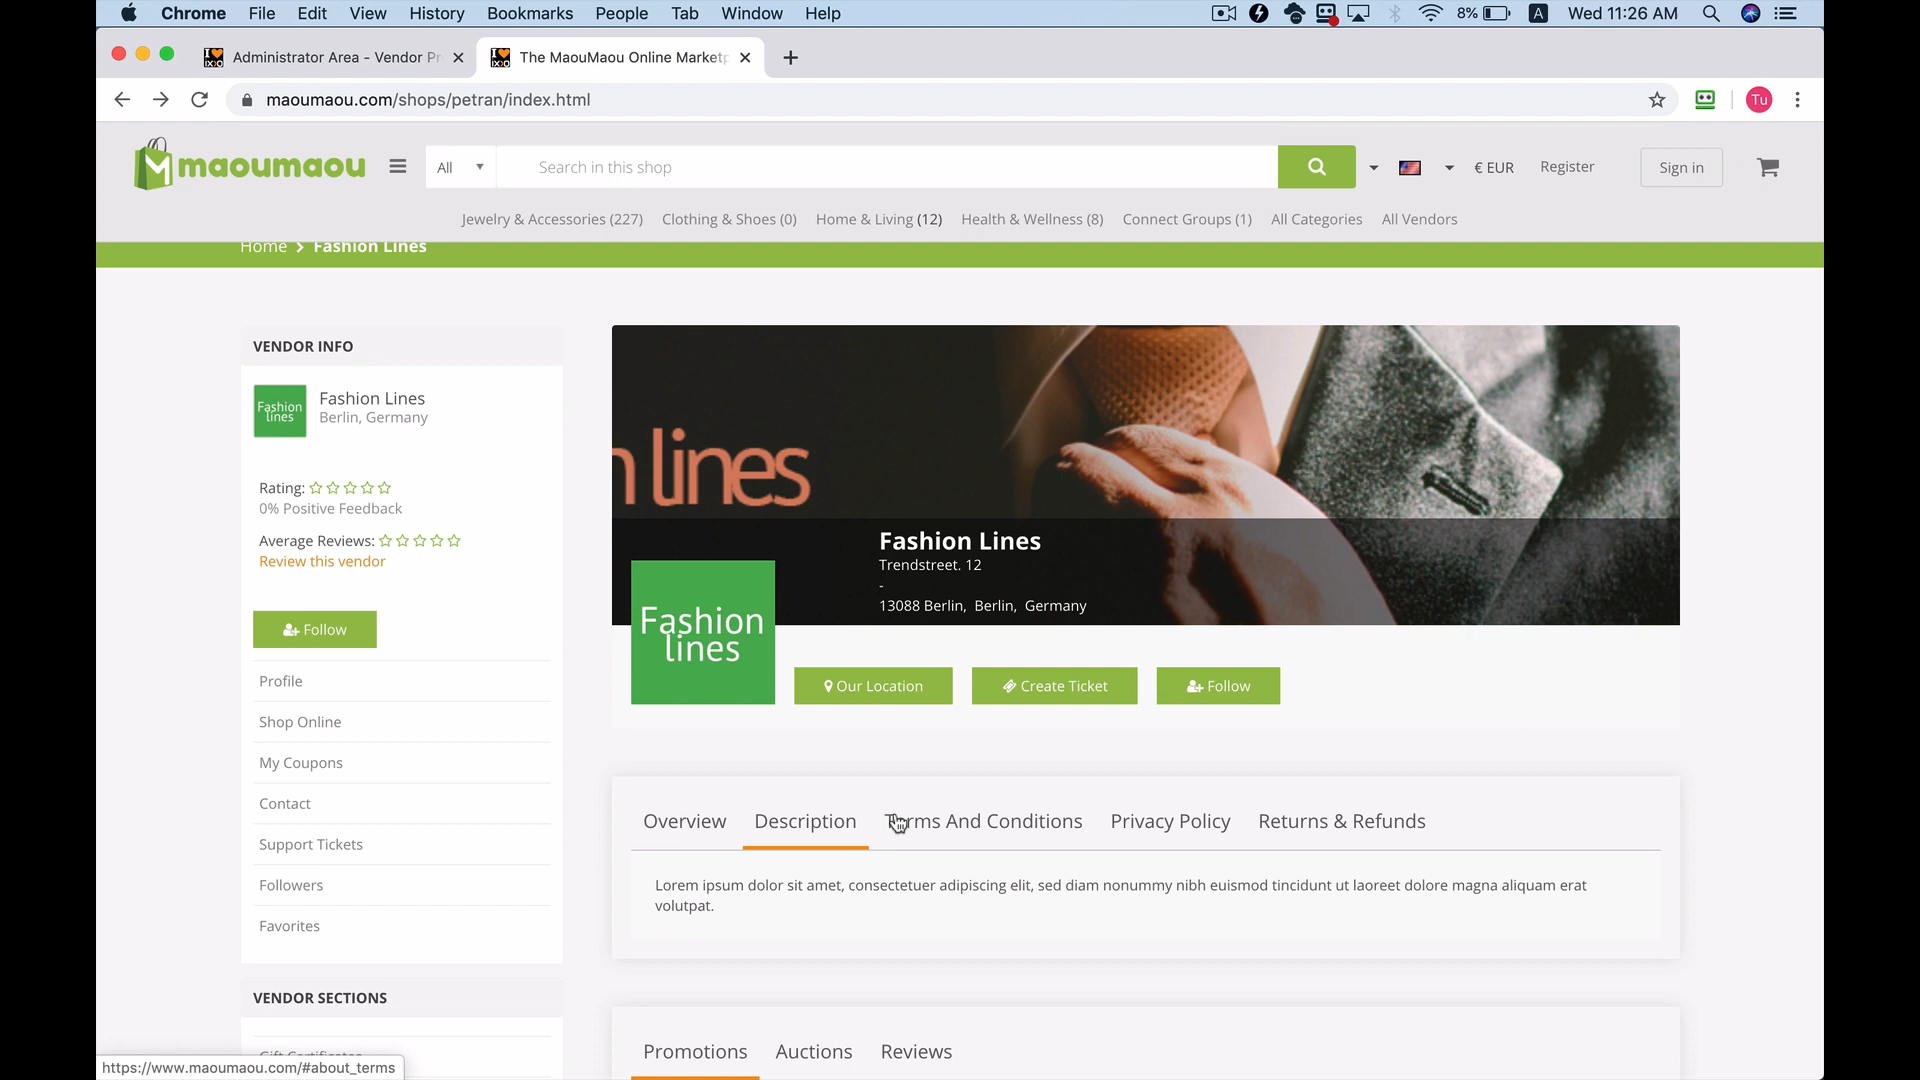 Chrome File Edit View History Bookmarks People Tab Window Help 8% A Wed 11:26 AM
Administrator Area - Vendor Pr
The MaouMaou Online Marketp
maoumaou.com/shops/petran/index.html
Tu
maoumaou
All
Search in this shop
€ EUR
Register
Sign in
Jewelry & Accessories (227) Clothing & Shoes (0) Home & Living (12) Health & Wellness (8) Connect Groups (1) All Categories All Vendors
Home > Fashion Lines
VENDOR INFO
Fashion lines
Fashion Lines
Berlin, Germany
Rating:
0% Positive Feedback
Average Reviews:
Review this vendor
Follow
Profile
Shop Online
My Coupons
Contact
Support Tickets
Followers
Favorites
VENDOR SECTIONS
Gift Certificates
n lines
Fashion Lines
Trendstreet. 12
-
13088 Berlin, Berlin, Germany
Fashion
lines
Our Location
Create Ticket
Follow
Overview Description Terms And Conditions Privacy Policy Returns & Refunds
Lorem ipsum dolor sit amet, consectetuer adipiscing elit, sed diam nonummy nibh euismod tincidunt ut laoreet dolore magna aliquam erat
volutpat.
Promotions Auctions Reviews
https://www.maoumaou.com/#about_terms